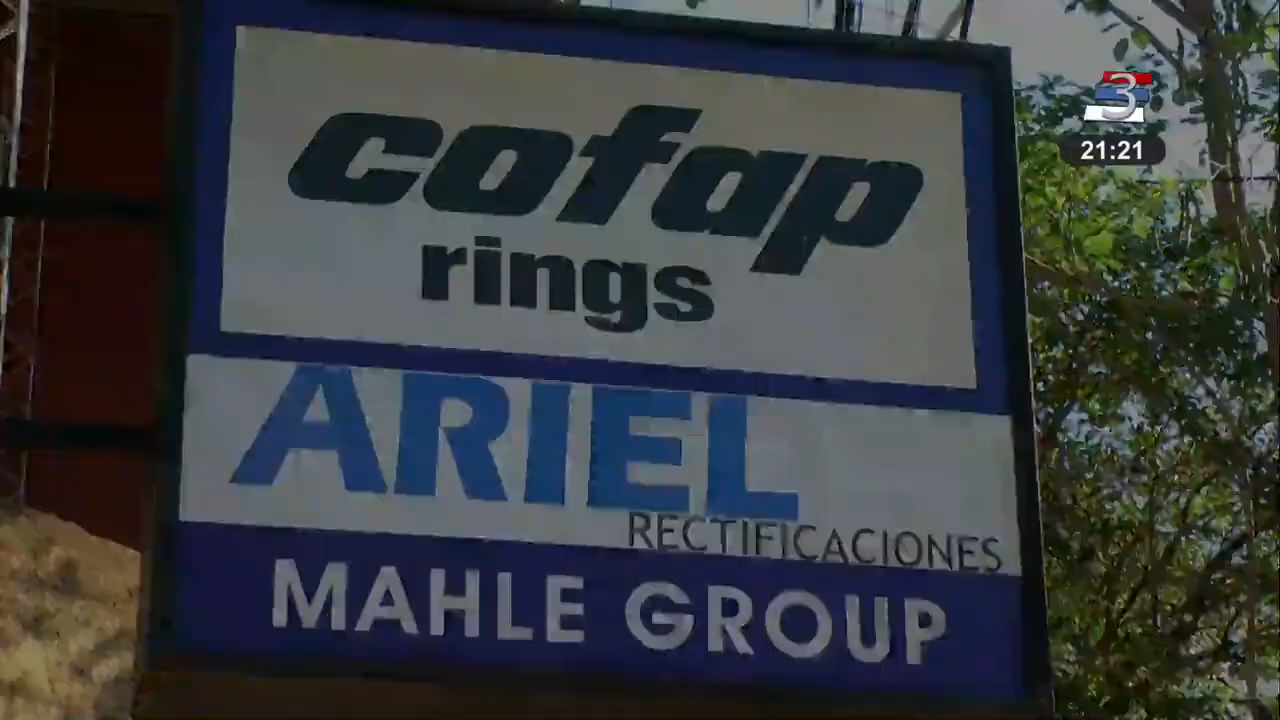 cofap
rings
ARIEL
RECTIFICACIONES
MAHLE GROUP
3
21:21